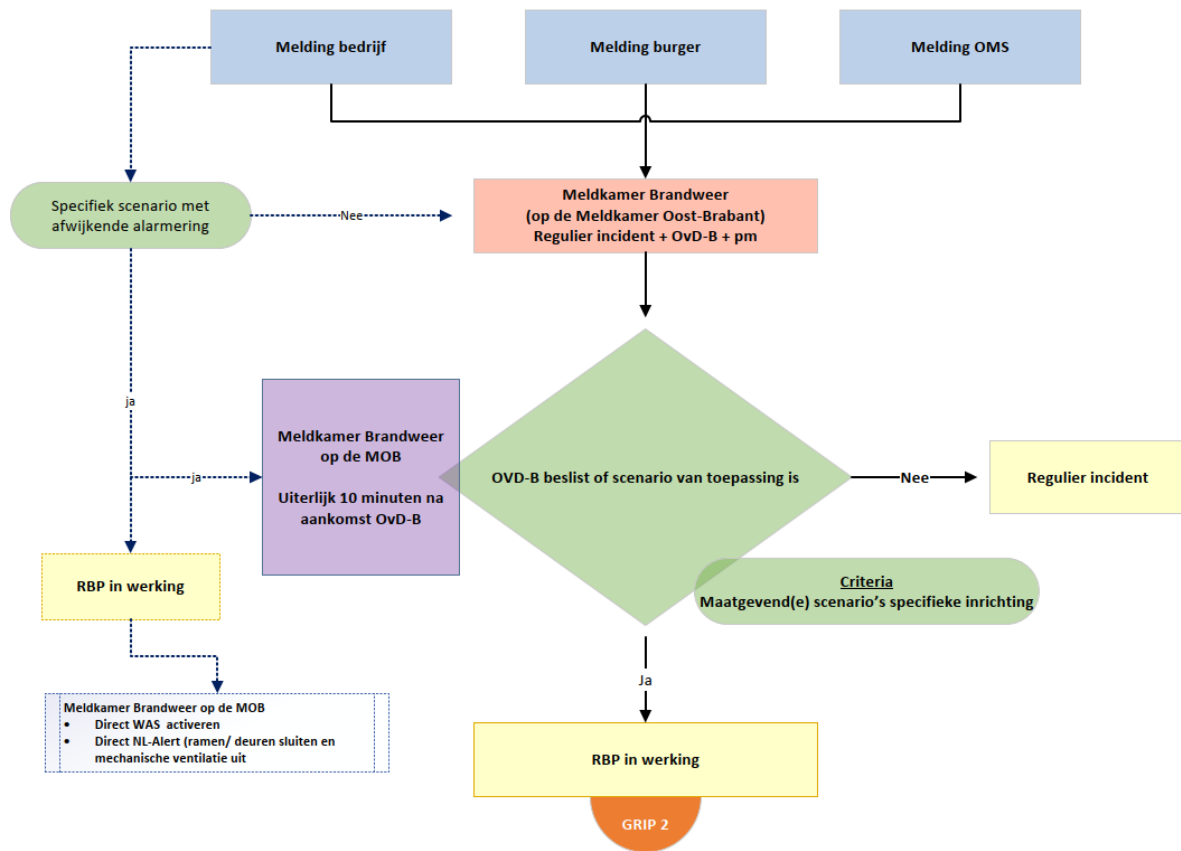 Melding bedrijf
Melding burger
Melding OMS
Specifiek scenario met
afwijkende alarmering
Nee
Meldkamer Brandweer
(op de Meldkamer Oost-Brabant)
Regulier incident + OvD-B + pm
ja
ja
Meldkamer Brandweer
op de MOB
Uiterlijk 10 minuten na
aankomst OvD-B
OVD-B beslist of scenario van toepassing is
Nee
Regulier incident
Criteria
Maatgevend(e) scenario's specifieke inrichting
RBP in werking
Ja
Meldkamer Brandweer op de MOB
• Direct WAS activeren
• Direct NL-Alert (ramen/ deuren sluiten en
mechanische ventilatie uit
RBP in werking
GRIP 2